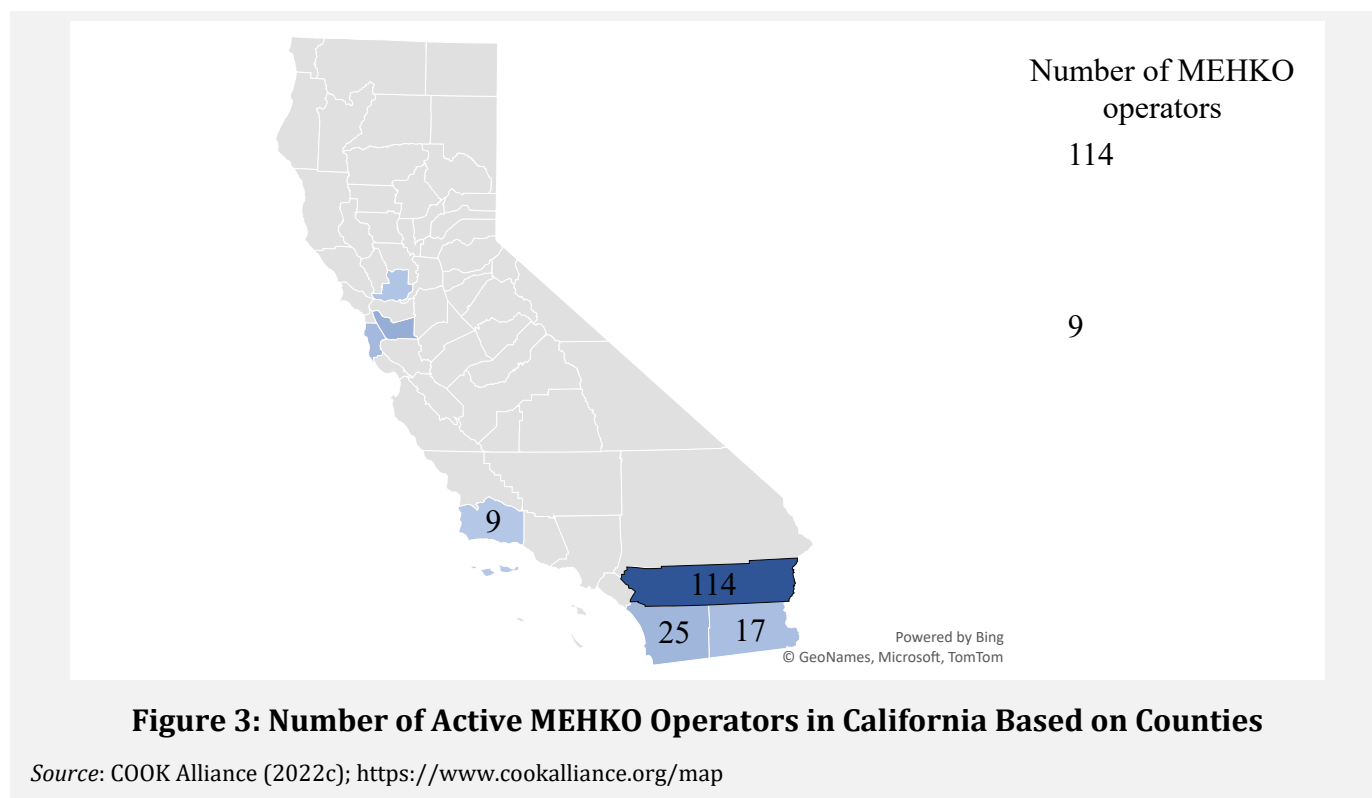 Number of MEHKO
operators
114
9
9
114
25 17
Powered by Bing
© GeoNames, Microsoft, TomTom
Figure 3: Number of Active MEHKO Operators in California Based on Counties
Source: COOK Alliance (2022c); https://www.cookalliance.org/map